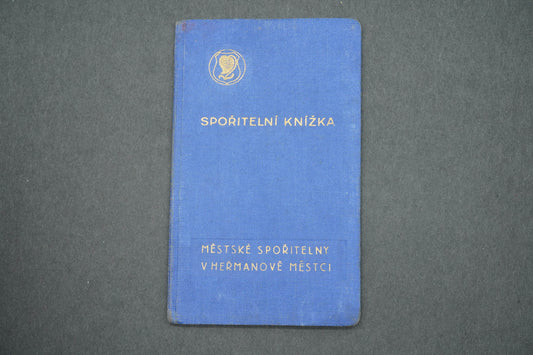 SPOŘITELNÍ KNÍŽKA
MĚSTSKÉ SPOŘITELNY
V HEŘMANOVĚ MĚSTCI